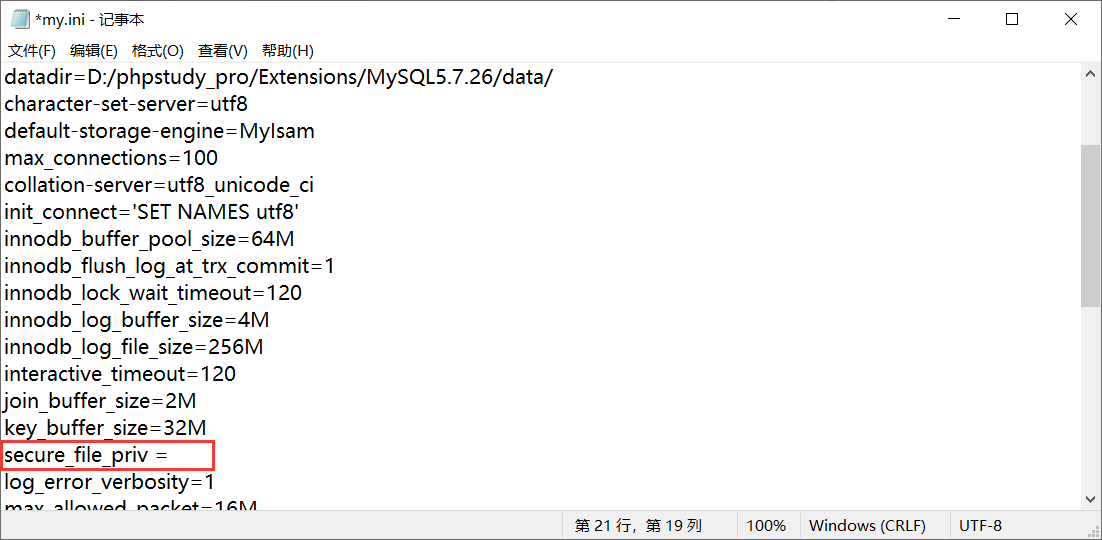 *my.ini - 记事本
文件(F) 编辑(E) 格式(O) 查看(V) 帮助(H)
datadir=D:/phpstudy_pro/Extensions/MySQL5.7.26/data/
character-set-server=utf8
default-storage-engine=MyIsam
max_connections=100
collation-server=utf8_unicode_ci
init_connect='SET NAMES utf8'
innodb_buffer_pool_size=64M
innodb_flush_log_at_trx_commit=1
innodb_lock_wait_timeout=120
innodb_log_buffer_size=4M
innodb_log_file_size=256M
interactive_timeout=120
join_buffer_size=2M
key_buffer_size=32M
secure_file_priv =
log_error_verbosity=1
max_allowed_packet=16M
第 21 行，第 19 列 100% Windows (CRLF) UTF-8